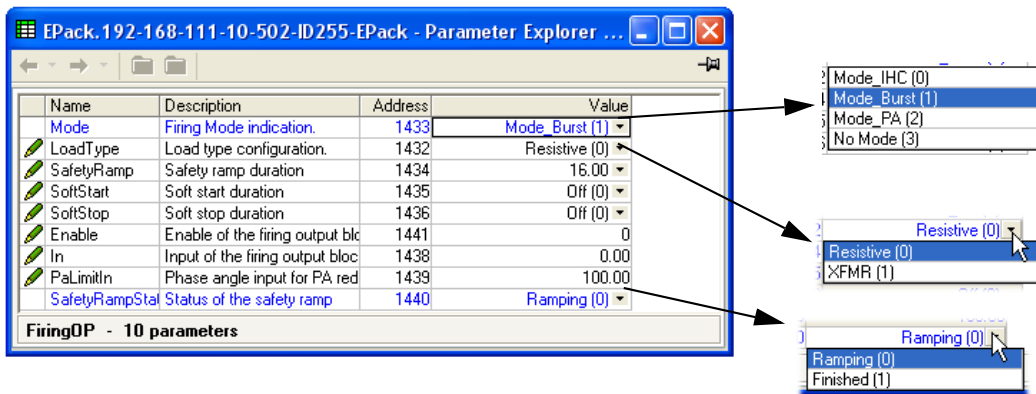 EPack.192-168-111-10-502-ID255-EPack - Parameter Explorer ...
Name Description Address Value
Mode Firing Mode indication. 1433 Mode_Burst (1)
LoadType Load type configuration. 1432 Resistive (0)
SafetyRamp Safety ramp duration 1434 16.00
SoftStart Soft start duration 1435 Off (0)
SoftStop Soft stop duration 1436 Off (0)
Enable Enable of the firing output blc 1441 0
In Input of the firing output bloc 1438 0.00
PaLimitIn Phase angle input for PA red 1439 100.00
SafetyRampStat Status of the safety ramp 1440 Ramping (0)
FiringOP - 10 parameters
Mode_IHC (0)
Mode_Burst (1)
Mode_PA (2)
No Mode (3)
Resistive (0)
Resistive (0)
XFMR (1)
Ramping (0)
Ramping (0)
Finished (1)